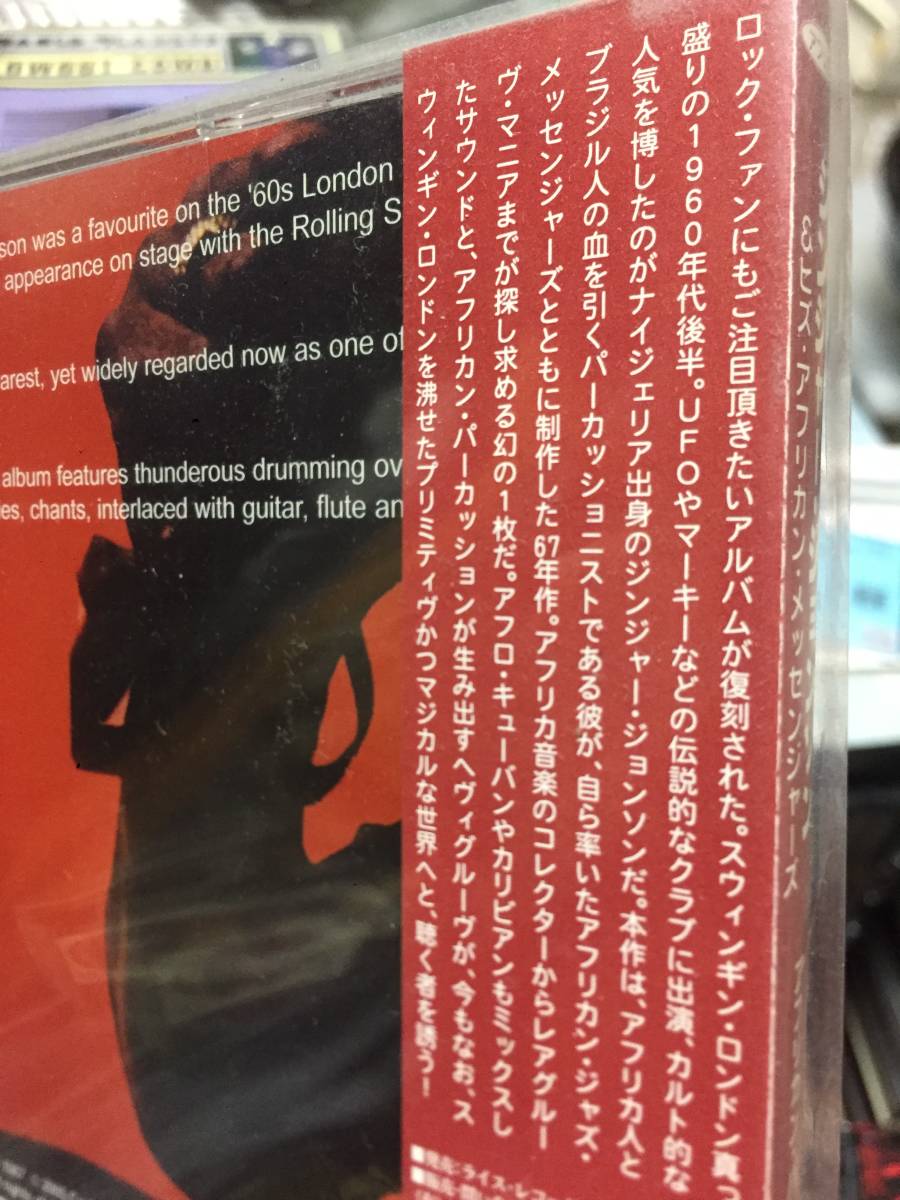 son was a favourite on the '60s London
appearance on stage with the Rolling S
arest, yet widely regarded now as one of
album features thunderous drumming ov
ies, chants, interlaced with guitar, flute an
ロック・ファンにもご注目頂きたいアルバムが復刻された。スウィンギン・ロンドン真っ
盛りの1960年代後半。UFOやマーキーなどの伝説的なクラブに出演、カルト的な
人気を博したのがナイジェリア出身のジンジャー・ジョンソンだ。本作は、アフリカ人と
ブラジル人の血を引くパーカッショニストである彼が、自ら率いたアフリカン・ジャズ・
メッセンジャーズとともに制作した67年作。アフリカ音楽のコレクターからレアグルー
ヴ・マニアまでが探し求める幻の1枚だ。アフロ・キューバンやカリビアンもミックスし
たサウンドと、アフリカン・パーカッションが生み出すヘヴィグルーヴが、今もなお、ス
ウィンギン・ロンドンを沸せたプリミティヴかつマジカルな世界へと、聴く者を誘う!
■発売:ライス・レコ
&ヒズ・アフリカン・メッセンジャーズ